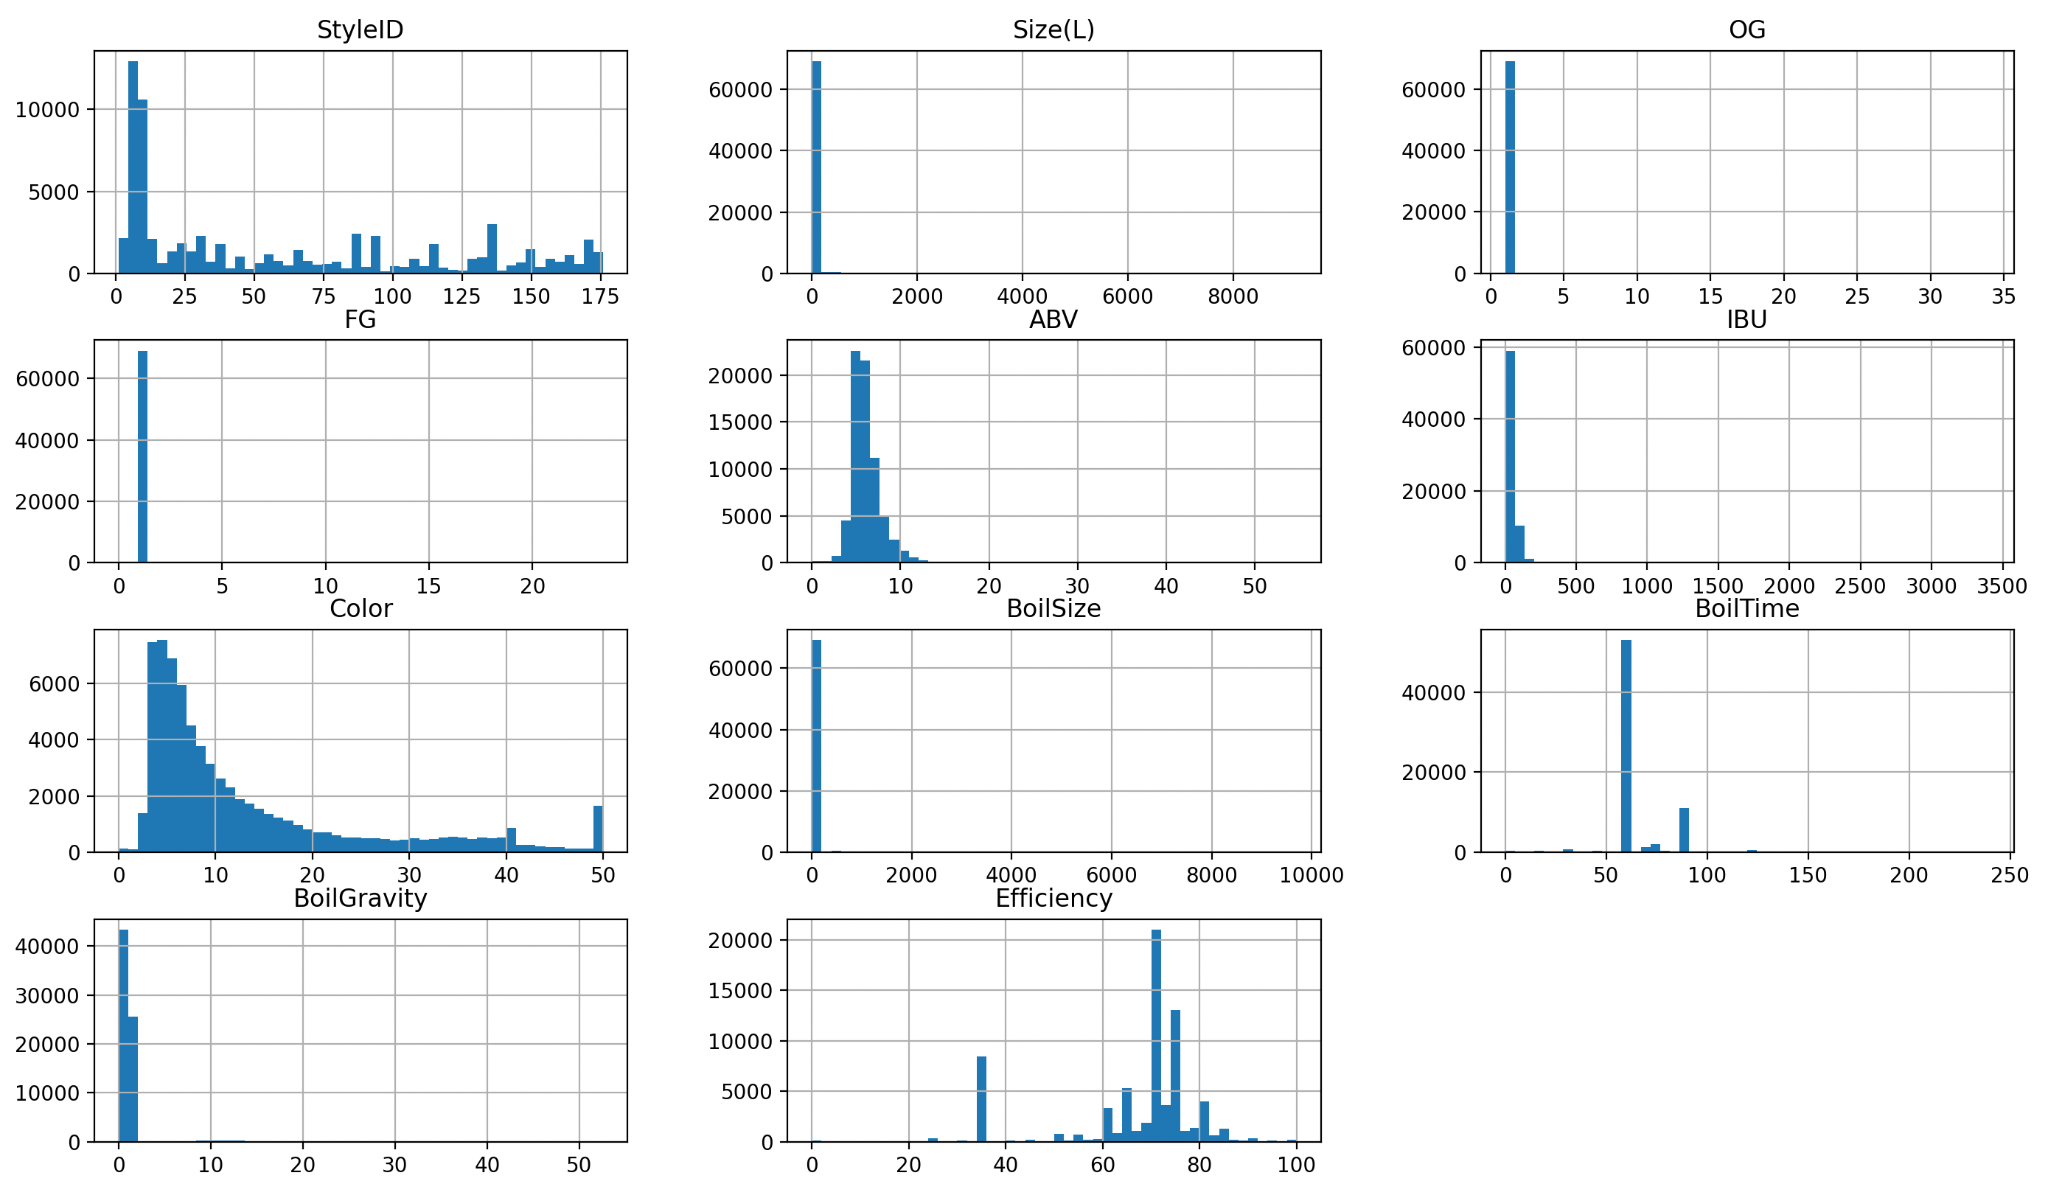 StyleID
10000
5000
0
0 25 50 75 100 125 150 175
Size(L)
60000
40000
20000
0
0 2000 4000 6000 8000
OG
60000
40000
20000
0
0 5 10 15 20 25 30 35
FG
60000
40000
20000
0
0 5 10 15 20
ABV
20000
15000
10000
5000
0
0 10 20 30 40 50
IBU
60000
40000
20000
0
0 500 1000 1500 2000 2500 3000 3500
Color
6000
4000
2000
0
0 10 20 30 40 50
BoilSize
60000
40000
20000
0
0 2000 4000 6000 8000 10000
BoilTime
40000
20000
0
0 50 100 150 200 250
BoilGravity
40000
30000
20000
10000
0
0 10 20 30 40 50
Efficiency
20000
15000
10000
5000
0
0 20 40 60 80 100